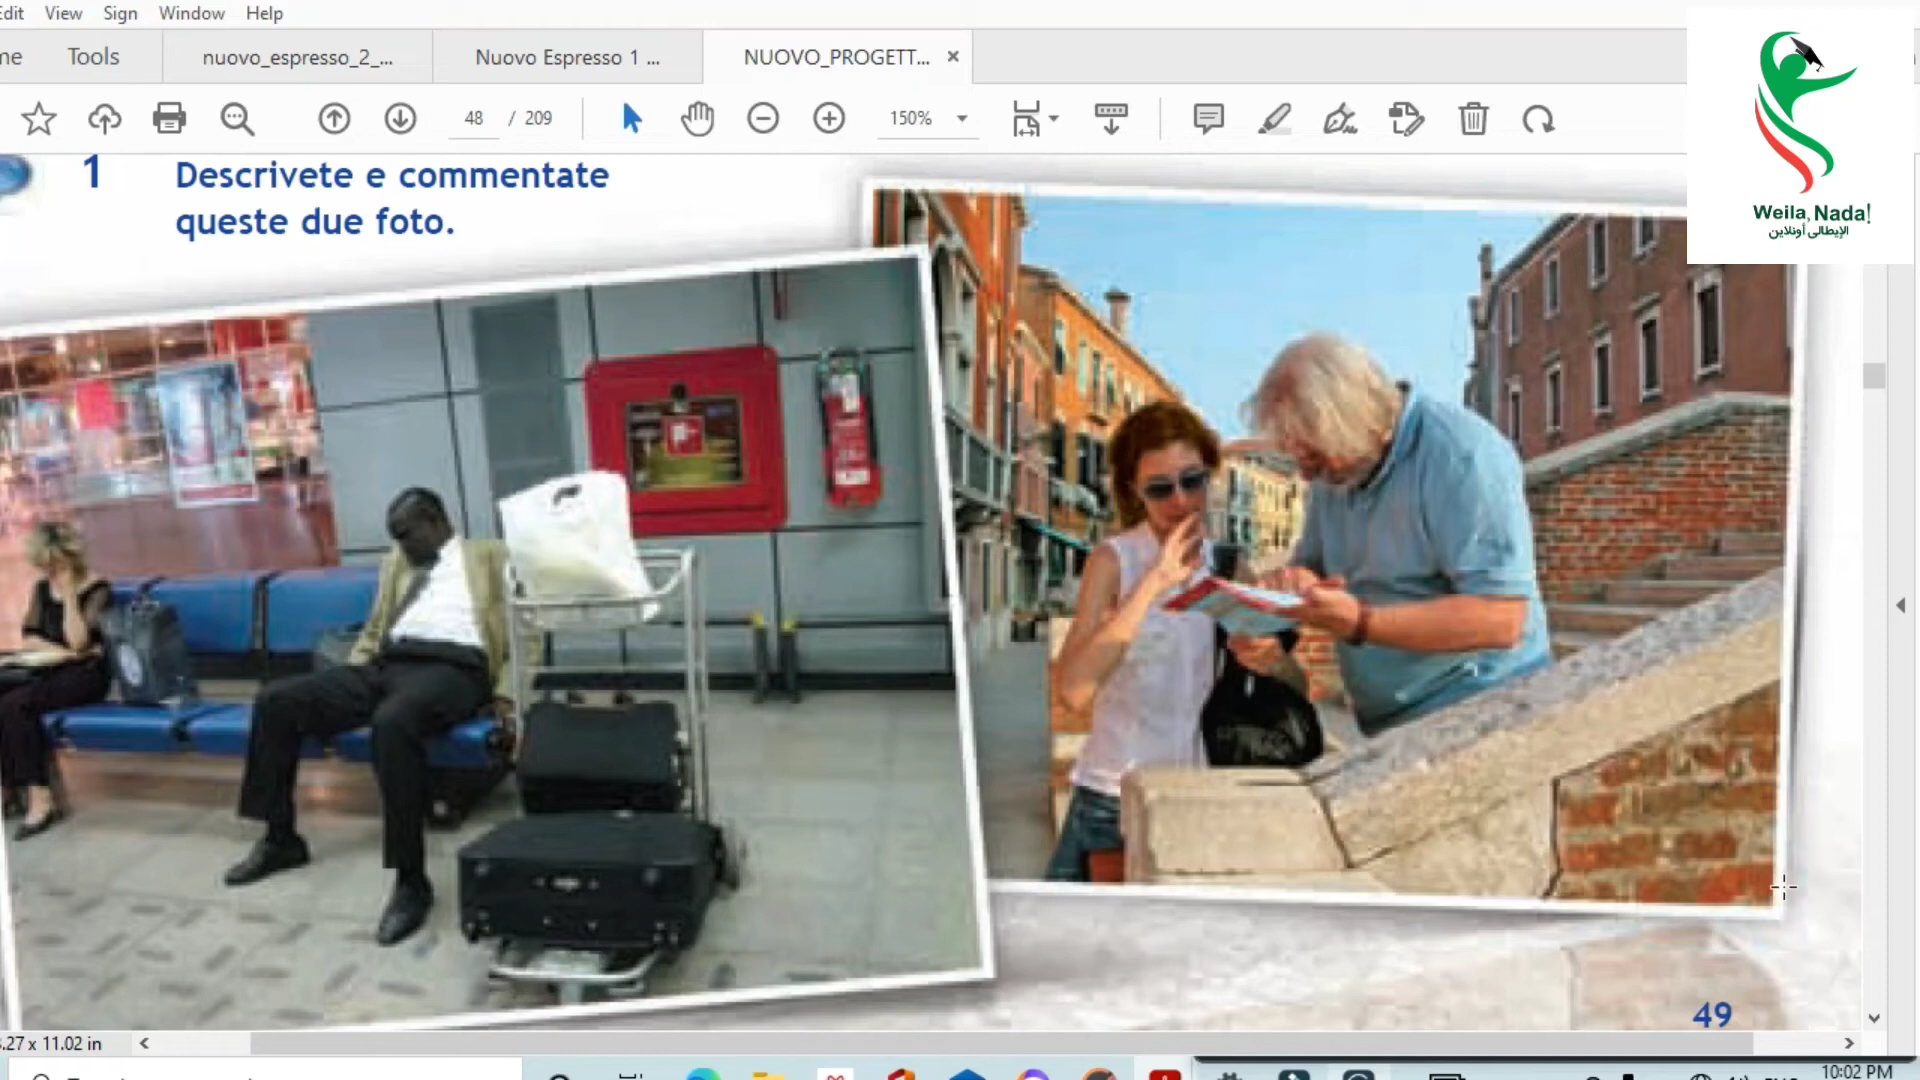 Edit View Sign Window Help
Tools nuovo_espresso_2_... Nuovo Espresso 1 ... NUOVO_PROGETT...
48 / 209 150%
1 Descrivete e commentate
queste due foto.
Weila, Nada!
الإيطالى أونلاين
49
.27 x 11.02 in
10:02 PM